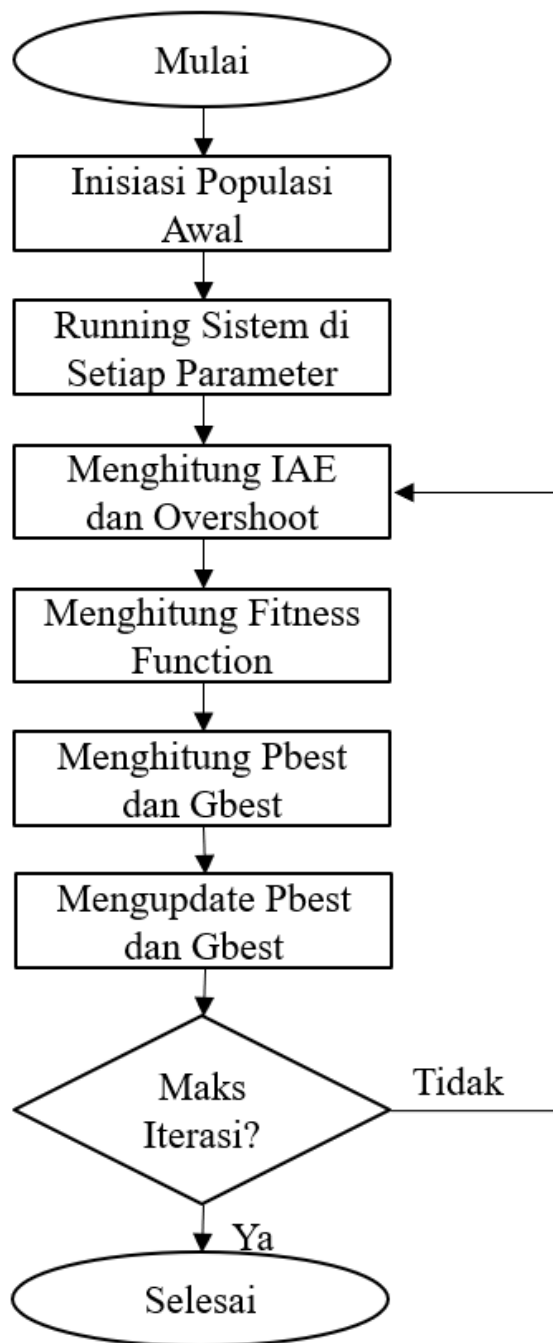 Mulai
Inisiasi Populasi
Awal
Running Sistem di
Setiap Parameter
Menghitung IAE
dan Overshoot
Menghitung Fitness
Function
Menghitung Pbest
dan Gbest
Mengupdate Pbest
dan Gbest
Maks
Iterasi?
Tidak
Ya
Selesai